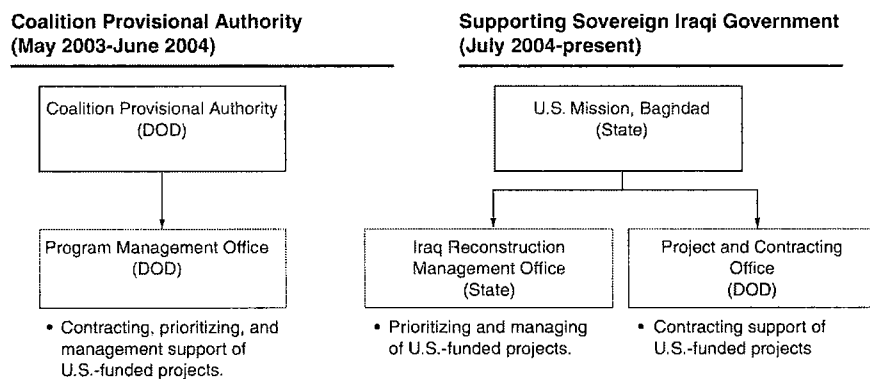 Coalition Provisional Authority
(May 2003-June 2004)
Coalition Provisional Authority
(DOD)
Program Management Office
(DOD)
• Contracting, prioritizing, and
management support of
U.S.-funded projects.
Supporting Sovereign Iraqi Government
(July 2004-present)
U.S. Mission, Baghdad
(State)
Iraq Reconstruction
Management Office
(State)
• Prioritizing and managing
of U.S.-funded projects.
Project and Contracting
Office
(DOD)
• Contracting support of
U.S.-funded projects